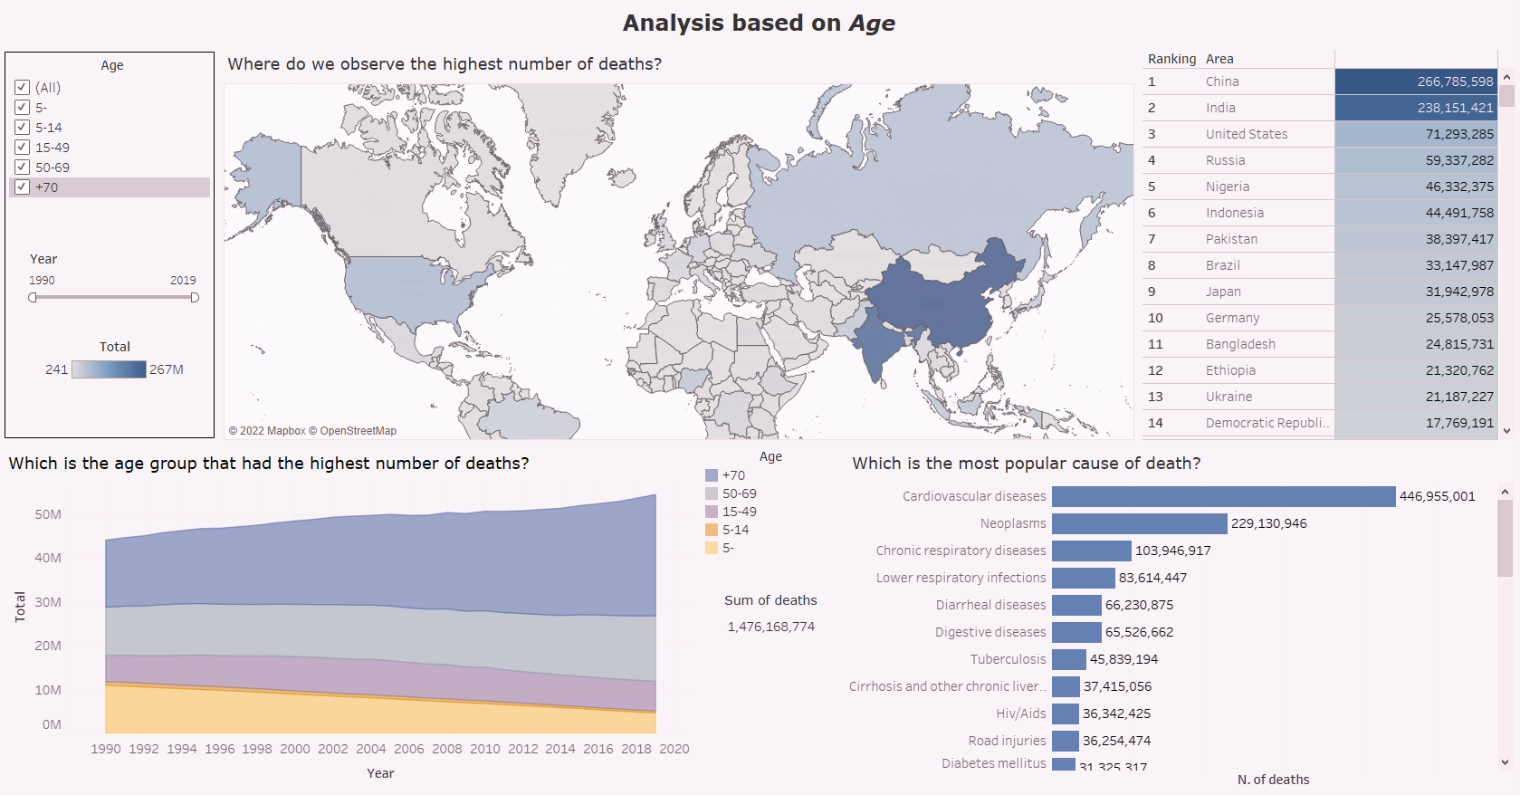 Analysis based on Age
Age
(All)
5-
5-14
15-49
50-69
+70
Year
1990 2019
Total
241 267M
Where do we observe the highest number of deaths?
© 2022 Mapbox © OpenStreetMap
Ranking Area
1 China 266,785,598
2 India 238,151,421
3 United States 71,293,285
4 Russia 59,337,282
5 Nigeria 46,332,375
6 Indonesia 44,491,758
7 Pakistan 38,397,417
8 Brazil 33,147,987
9 Japan 31,942,978
10 Germany 25,578,053
11 Bangladesh 24,815,731
12 Ethiopia 21,320,762
13 Ukraine 21,187,227
14 Democratic Republi.. 17,769,191
Which is the age group that had the highest number of deaths?
Total
50M
40M
30M
20M
10M
0M
1990 1992 1994 1996 1998 2000 2002 2004 2006 2008 2010 2012 2014 2016 2018 2020
Year
Age
+70
50-69
15-49
5-14
5-
Sum of deaths
1,476,168,774
Which is the most popular cause of death?
Cardiovascular diseases 446,955,001
Neoplasms 229,130,946
Chronic respiratory diseases 103,946,917
Lower respiratory infections 83,614,447
Diarrheal diseases 66,230,875
Digestive diseases 65,526,662
Tuberculosis 45,839,194
Cirrhosis and other chronic liver.. 37,415,056
Hiv/Aids 36,342,425
Road injuries 36,254,474
Diabetes mellitus 31,325,317
N. of deaths